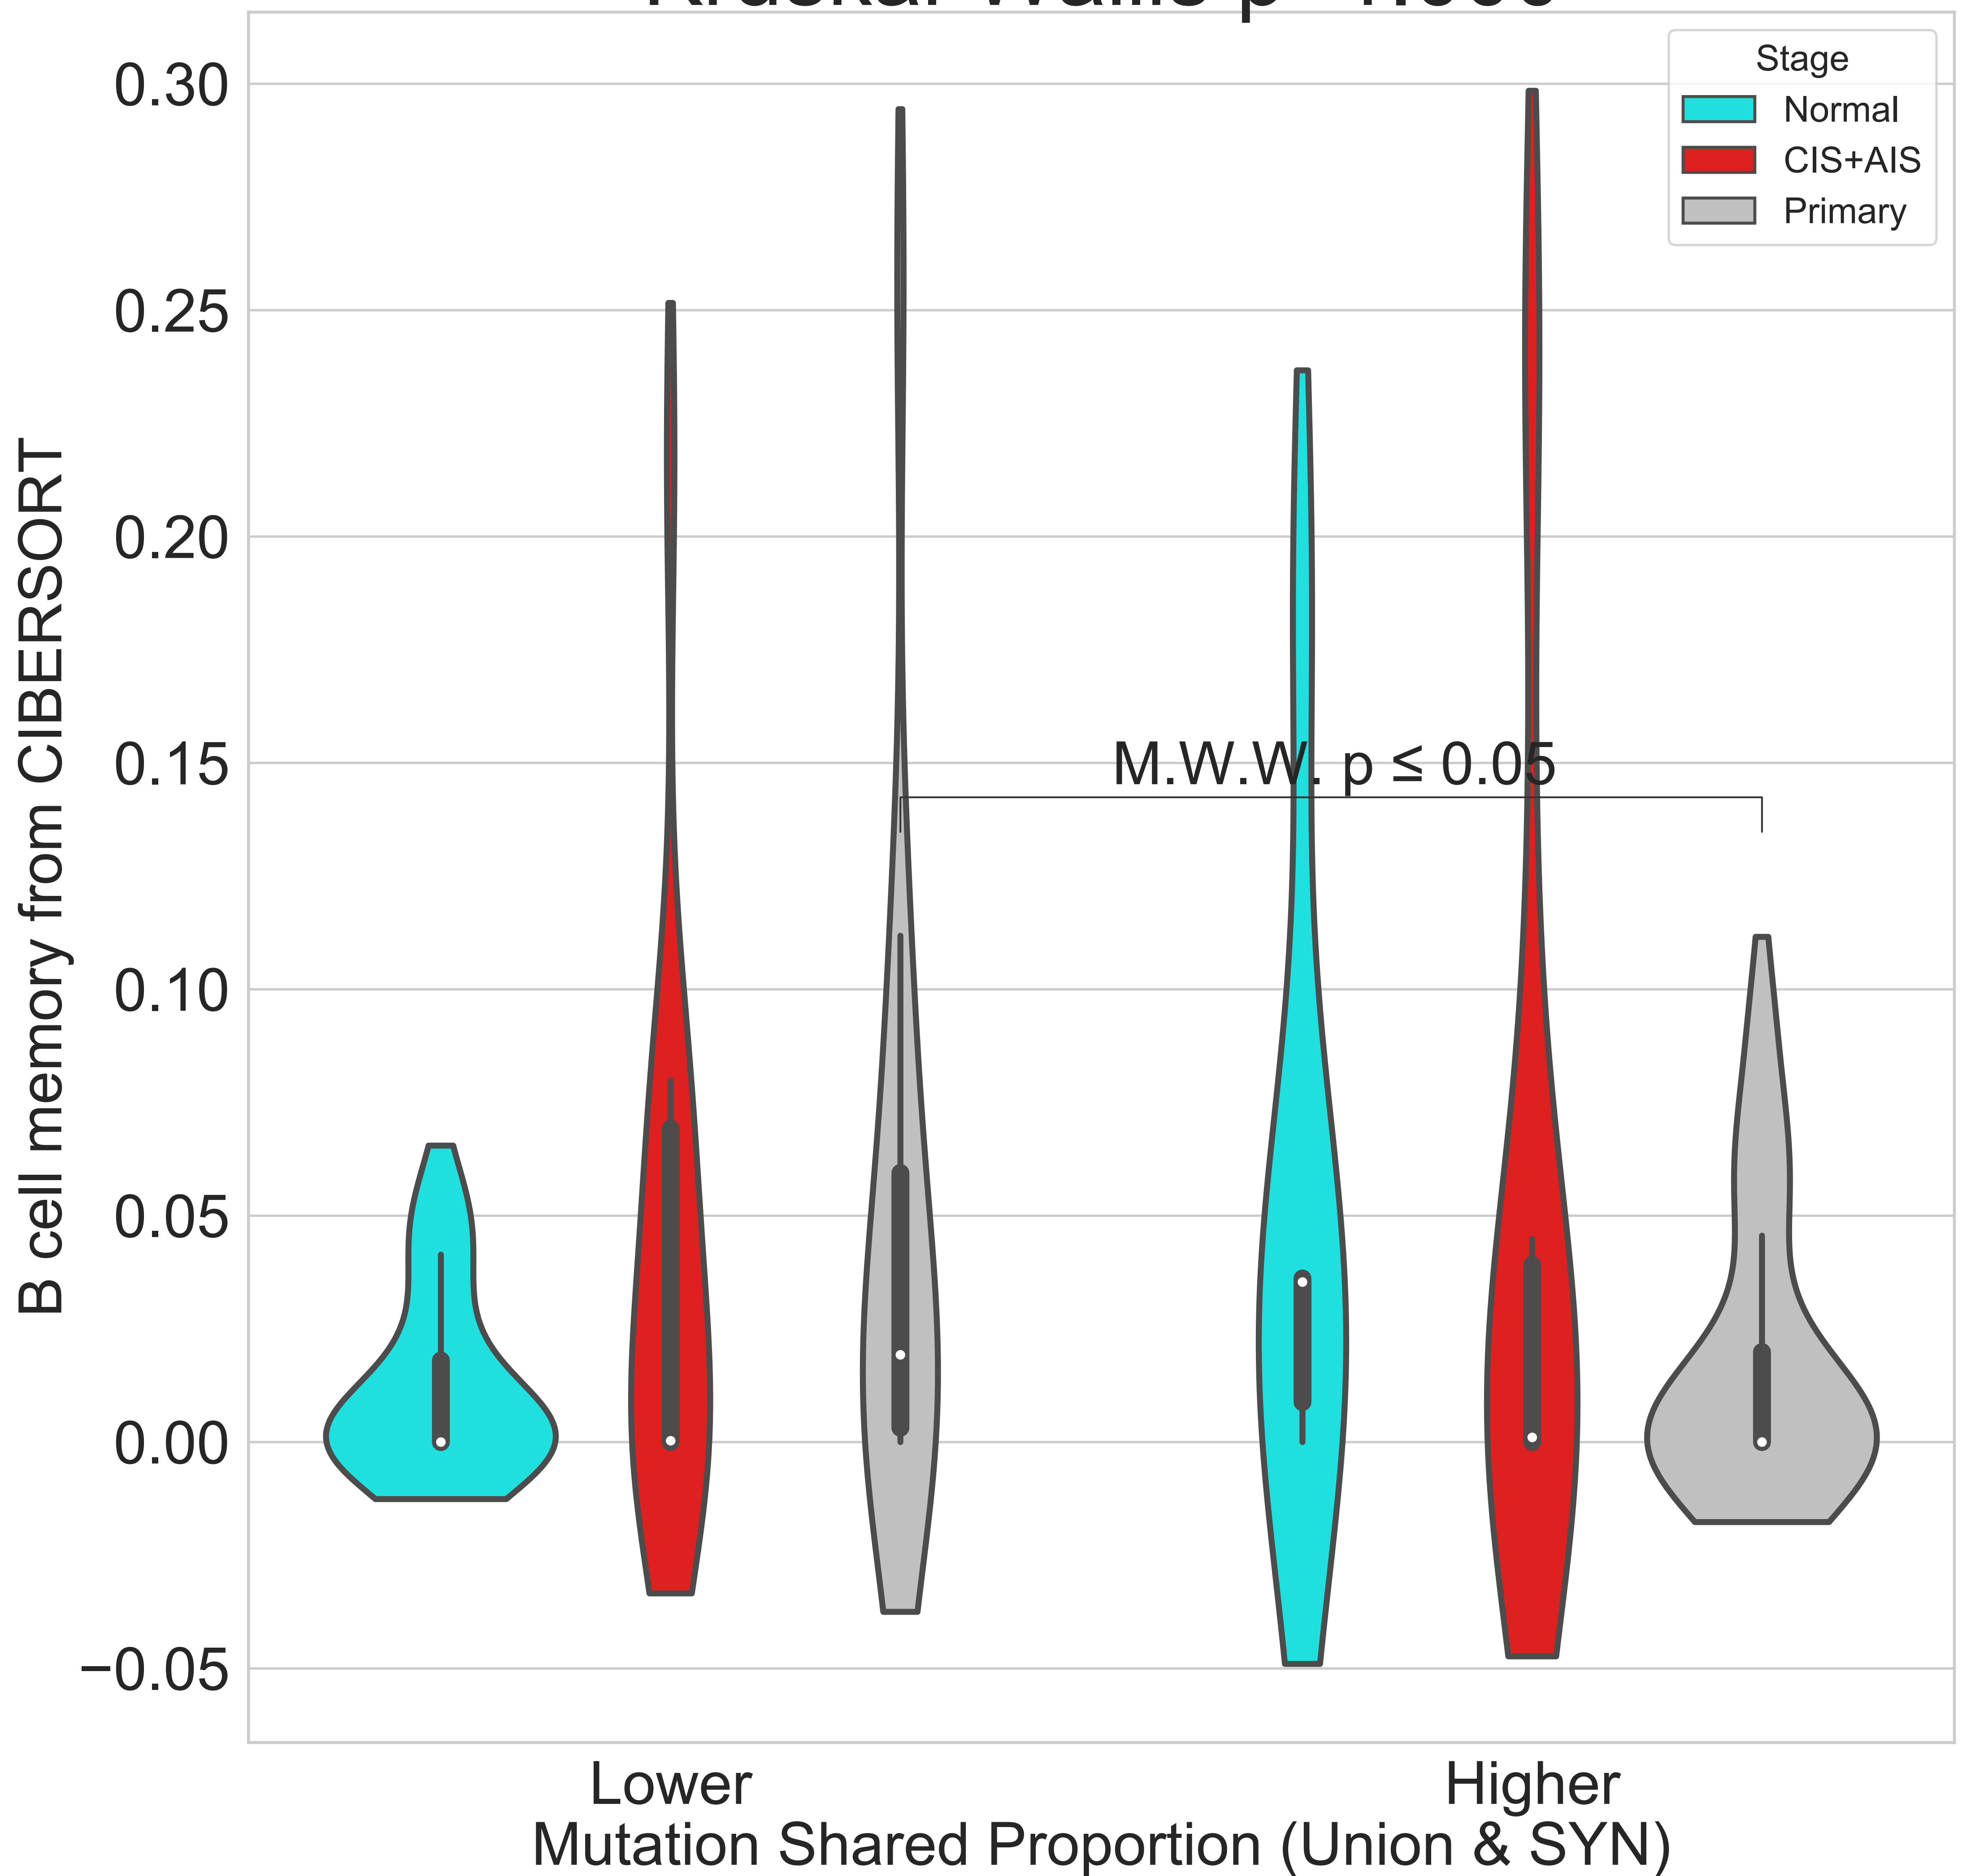 Stage
Normal
CIS+AIS
Primary
0.30
0.25
0.20
0.15
0.10
0.05
0.00
−0.05
B cell memory from CIBERSORT
M.W.W. p ≤ 0.05
Lower
Higher
Mutation Shared Proportion (Union & SYN)